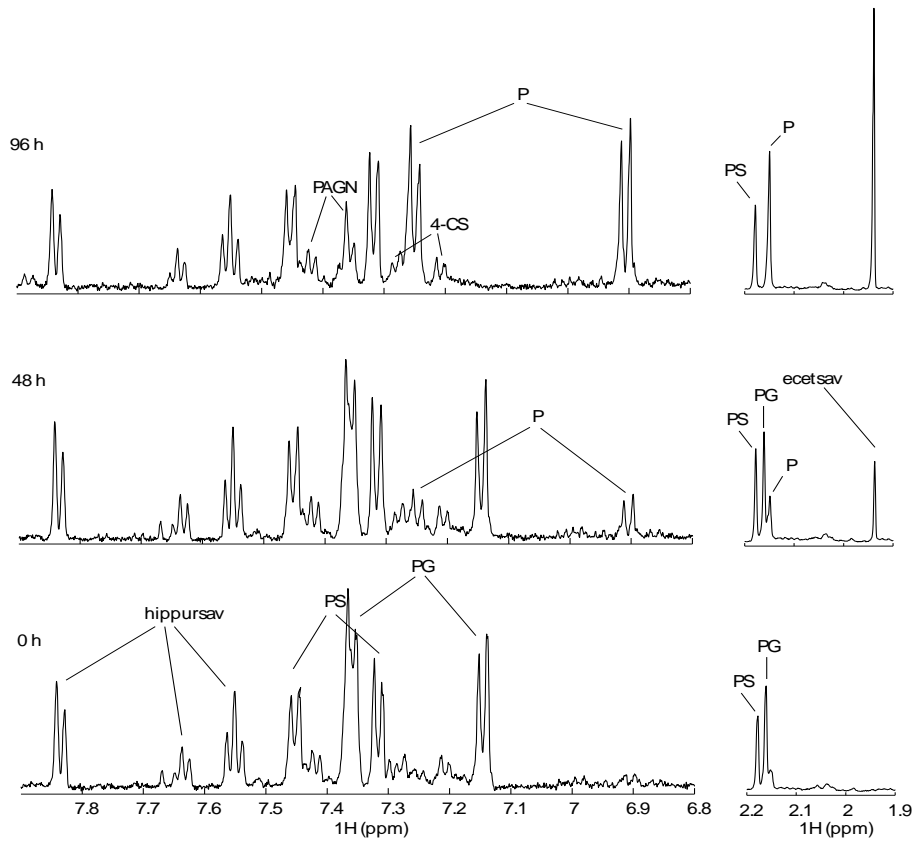 P
P
96 h
PS
PAGN
4-CS
48 h
ecetsav
PG
PS
P
P
PG
hippursav
PS
0 h
PG
PS
7.8 7.7 7.6 7.5 7.4 7.3 7.2 7.1 7 6.9 6.8
2.2 2.1 2 1.9
1H (ppm)
1H (ppm)